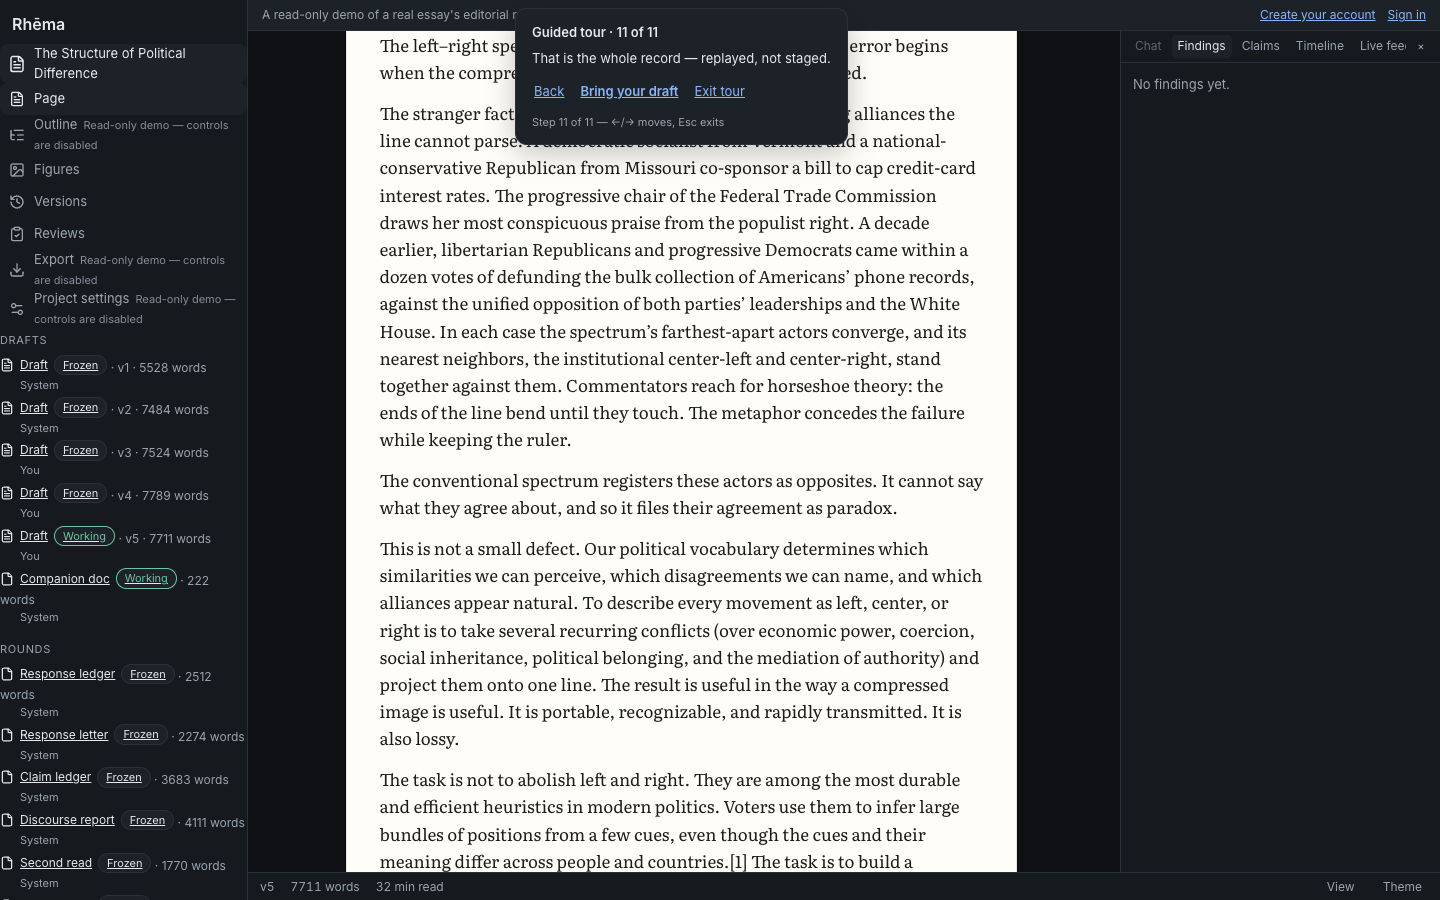 Rhēma
The Structure of Political
Difference
Page
Outline Read-only demo — controls
are disabled
Figures
Versions
Reviews
Export Read-only demo — controls
are disabled
Project settings Read-only demo —
controls are disabled
DRAFTS
Draft Frozen · v1 · 5528 words
System
Draft Frozen · v2 · 7484 words
System
Draft Frozen · v3 · 7524 words
You
Draft Frozen · v4 · 7789 words
You
Draft Working · v5 · 7711 words
You
Companion doc Working · 222
words
System
ROUNDS
Response ledger Frozen · 2512
words
System
Response letter Frozen · 2274 words
System
Claim ledger Frozen · 3683 words
System
Discourse report Frozen · 4111 words
System
Second read Frozen · 1770 words
System
A read-only demo of a real essay's editorial
Create your account Sign in
Guided tour · 11 of 11
That is the whole record — replayed, not staged.
Back Bring your draft Exit tour
Step 11 of 11 — ←/→ moves, Esc exits
The left–right error begins
when the
The stranger alliances the
line cannot parse. A democratic socialist from Vermont and a national-
conservative Republican from Missouri co-sponsor a bill to cap credit-card
interest rates. The progressive chair of the Federal Trade Commission
draws her most conspicuous praise from the populist right. A decade
earlier, libertarian Republicans and progressive Democrats came within a
dozen votes of defunding the bulk collection of Americans’ phone records,
against the unified opposition of both parties’ leaderships and the White
House. In each case the spectrum’s farthest-apart actors converge, and its
nearest neighbors, the institutional center-left and center-right, stand
together against them. Commentators reach for horseshoe theory: the
ends of the line bend until they touch. The metaphor concedes the failure
while keeping the ruler.
The conventional spectrum registers these actors as opposites. It cannot say
what they agree about, and so it files their agreement as paradox.
This is not a small defect. Our political vocabulary determines which
similarities we can perceive, which disagreements we can name, and which
alliances appear natural. To describe every movement as left, center, or
right is to take several recurring conflicts (over economic power, coercion,
social inheritance, political belonging, and the mediation of authority) and
project them onto one line. The result is useful in the way a compressed
image is useful. It is portable, recognizable, and rapidly transmitted. It is
also lossy.
The task is not to abolish left and right. They are among the most durable
and efficient heuristics in modern politics. Voters use them to infer large
bundles of positions from a few cues, even though the cues and their
meaning differ across people and countries.[1] The task is to build a
Chat Findings Claims Timeline Live fee ×
No findings yet.
v5 7711 words 32 min read
View Theme